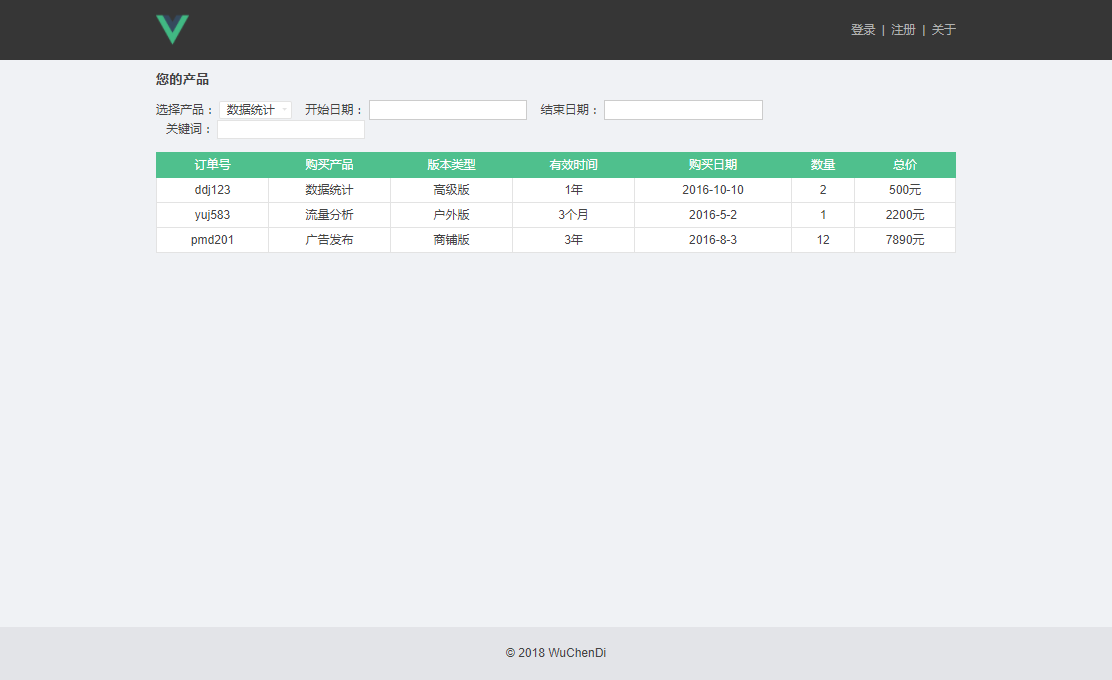 登录 | 注册 | 关于
您的产品
选择产品： 数据统计 开始日期： 结束日期：
关键词：
订单号 购买产品 版本类型 有效时间 购买日期 数量 总价
ddj123 数据统计 高级版 1年 2016-10-10 2 500元
yuj583 流量分析 户外版 3个月 2016-5-2 1 2200元
pmd201 广告发布 商铺版 3年 2016-8-3 12 7890元
© 2018 WuChenDi